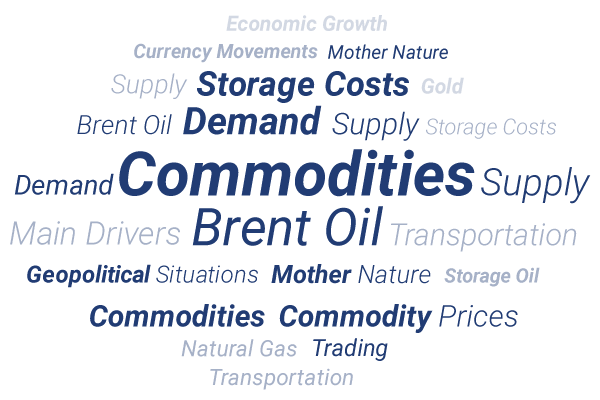 Economic Growth
Currency Movements Mother Nature
Supply Storage Costs Gold
Brent Oil Demand Supply Storage Costs
Demand Commodities Supply
Main Drivers Brent Oil Transportation
Geopolitical Situations Mother Nature Storage Oil
Commodities Commodity Prices
Natural Gas Trading
Transportation